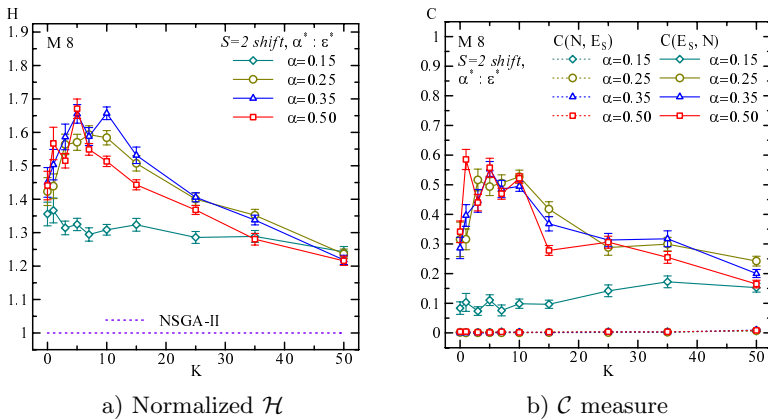 H
M 8
S=2 shift, α* : ε*
α=0.15
α=0.25
α=0.35
α=0.50
1.8
1.7
1.6
1.5
1.4
1.3
1.2
1.1
1
NSGA-II
0 10 20 30 40 50
K
a) Normalized H
C
M 8
S=2 shift,
α* : ε*
C(N, E_S) C(E_S, N)
α=0.15 α=0.15
α=0.25 α=0.25
α=0.35 α=0.35
α=0.50 α=0.50
1
0.9
0.8
0.7
0.6
0.5
0.4
0.3
0.2
0.1
0
0 10 20 30 40 50
K
b) C measure